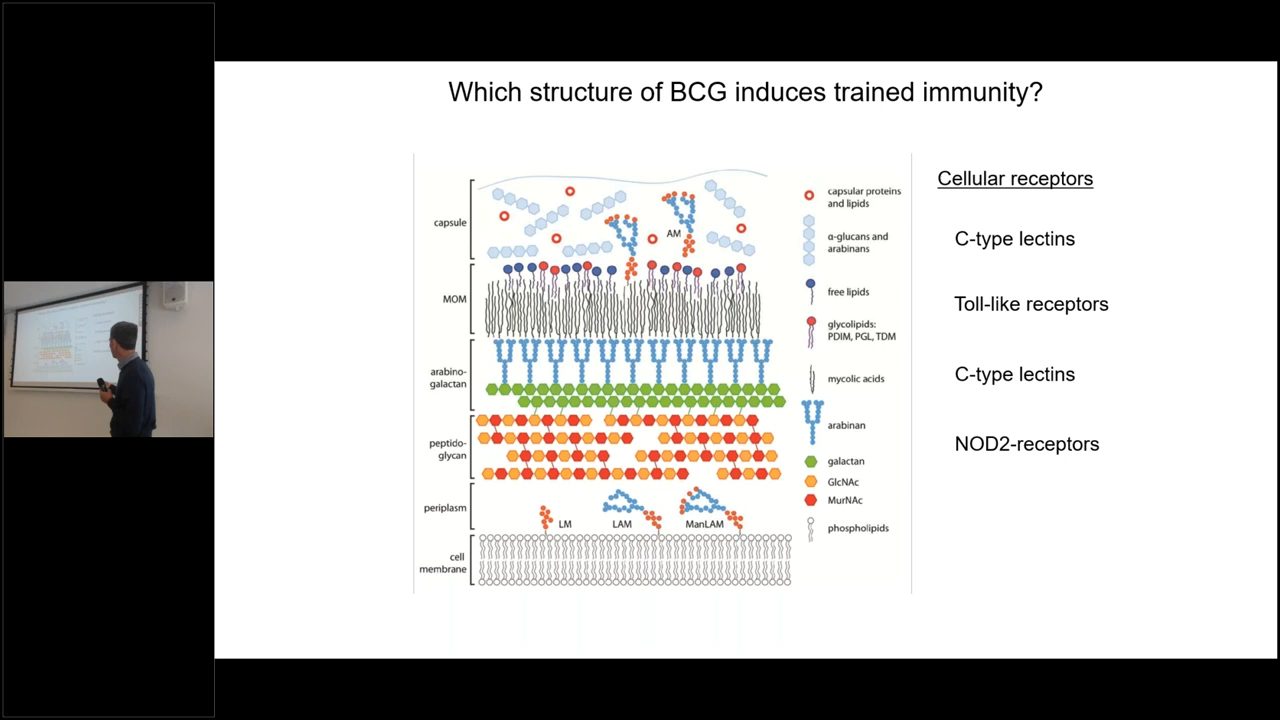 Which structure of BCG induces trained immunity?
capsule
AM
MOM
arabino-
galactan
peptido-
glycan
periplasm
LM
LAM
ManLAM
cell
membrane
capsular proteins
and lipids
α-glucans and
arabinans
free lipids
glycolipids:
PDIM, PGL, TDM
mycolic acids
arabinan
galactan
GlcNAc
MurNAc
phospholipids
Cellular receptors
C-type lectins
Toll-like receptors
C-type lectins
NOD2-receptors